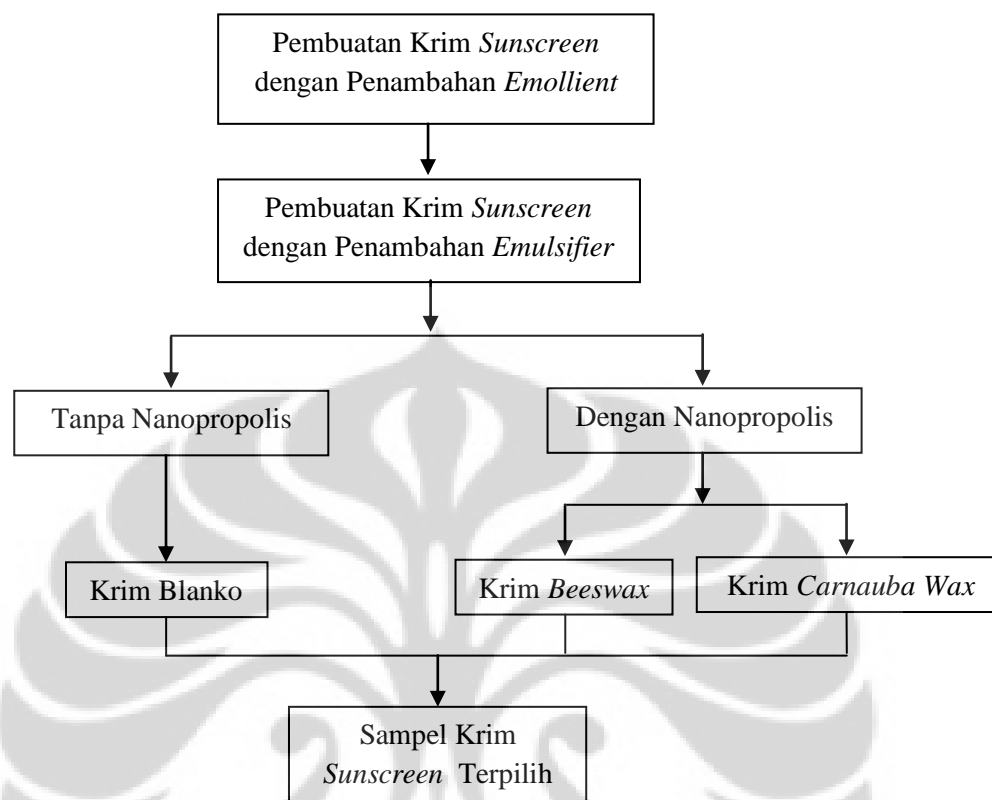 Pembuatan Krim Sunscreen
dengan Penambahan Emollient
Pembuatan Krim Sunscreen
dengan Penambahan Emulsifier
Tanpa Nanopropolis
Dengan Nanopropolis
Krim Blanko
Krim Beeswax
Krim Carnauba Wax
Sampel Krim
Sunscreen Terpilih